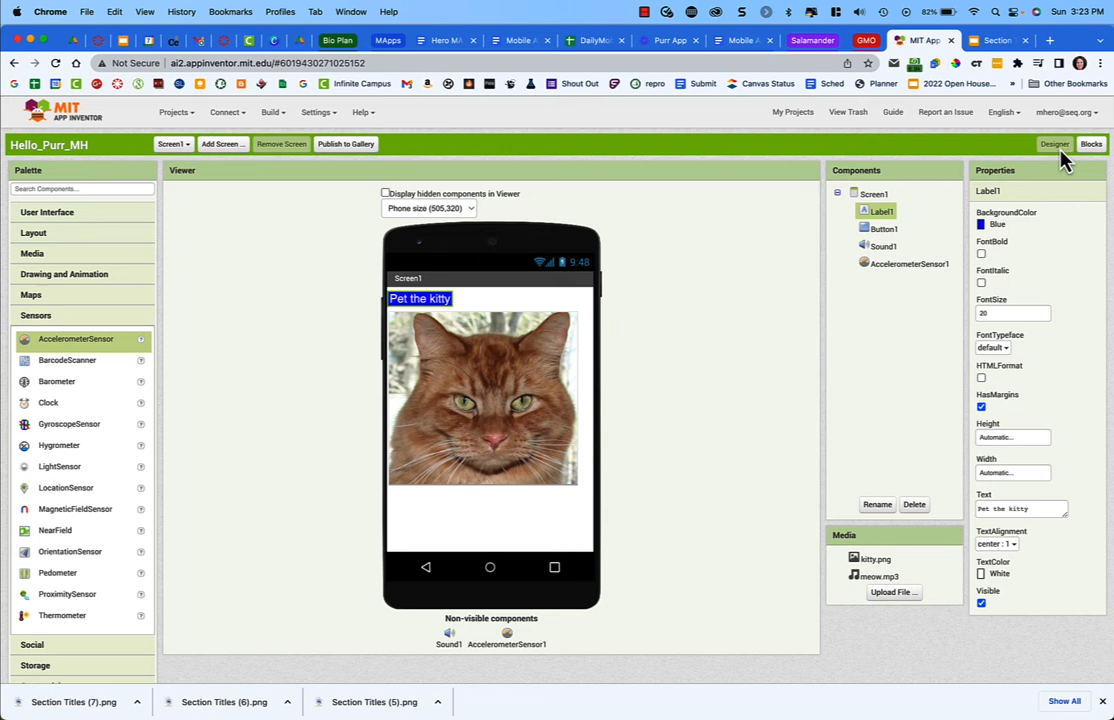 Chrome File Edit View History Bookmarks Profiles Tab Window Help 82% Sun 3:23 PM
Bio Plan MApps Hero MA Mobile A DailyMo Purr App Mobile A Salamander GMO MIT App Section
Not Secure ai2.appinventor.mit.edu/#6019430271025152
Infinite Campus Shout Out repro Submit Canvas Status Sched Planner 2022 Open House... Other Bookmarks
MIT
APP INVENTOR
Projects Connect Build Settings Help My Projects View Trash Guide Report an Issue English mhero@seq.org
Hello_Purr_MH Screen1 Add Screen ... Remove Screen Publish to Gallery Designer Blocks
Palette Viewer Components Properties
Search Components...
User Interface
Layout
Media
Drawing and Animation
Maps
Sensors
AccelerometerSensor
BarcodeScanner
Barometer
Clock
GyroscopeSensor
Hygrometer
LightSensor
LocationSensor
MagneticFieldSensor
NearField
OrientationSensor
Pedometer
ProximitySensor
Thermometer
Social
Storage
Display hidden components in Viewer
Phone size (505,320)
9:48
Screen1
Pet the kitty
Non-visible components
Sound1 AccelerometerSensor1
Screen1
Label1
Button1
Sound1
AccelerometerSensor1
Rename Delete
Media
kitty.png
meow.mp3
Upload File ...
Label1
BackgroundColor
Blue
FontBold
FontItalic
FontSize
20
FontTypeface
default
HTMLFormat
HasMargins
Height
Automatic...
Width
Automatic...
Text
Pet the kitty
TextAlignment
center : 1
TextColor
White
Visible
Section Titles (7).png Section Titles (6).png Section Titles (5).png Show All